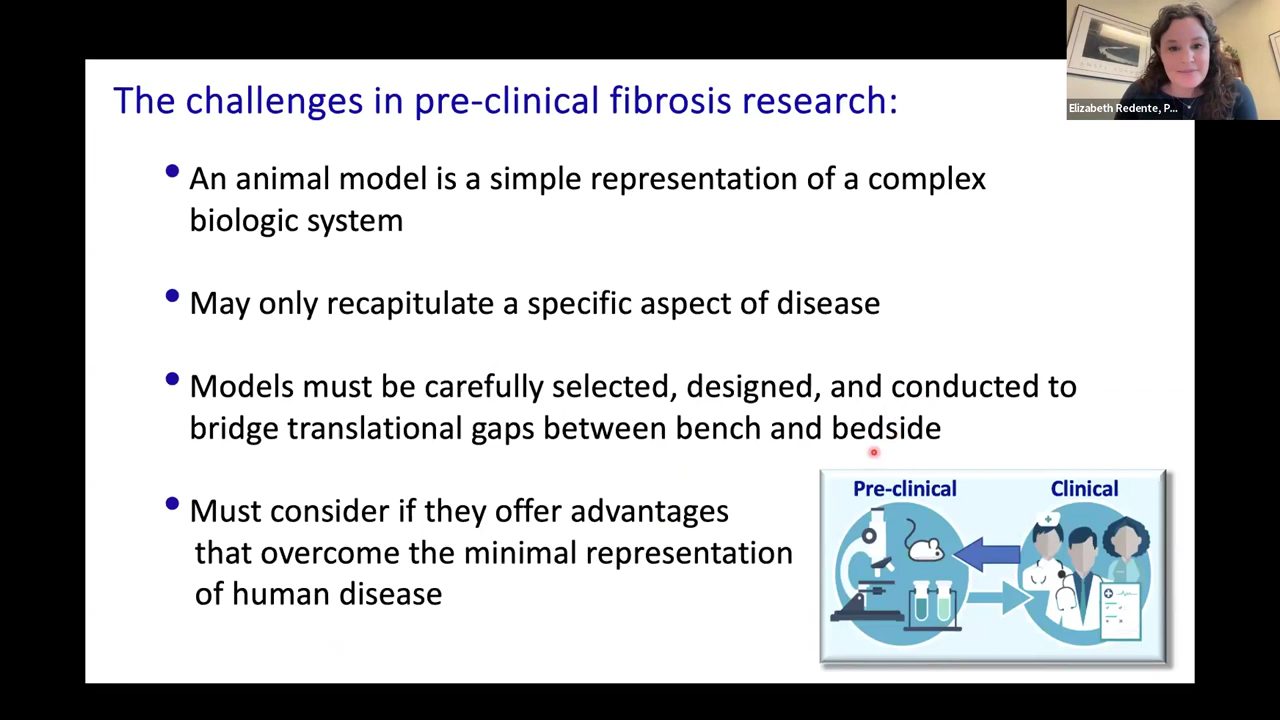 The challenges in pre-clinical fibrosis research:
Elizabeth Redente, P...
• An animal model is a simple representation of a complex
biologic system
• May only recapitulate a specific aspect of disease
• Models must be carefully selected, designed, and conducted to
bridge translational gaps between bench and bedside
• Must consider if they offer advantages
that overcome the minimal representation
of human disease
Pre-clinical
Clinical